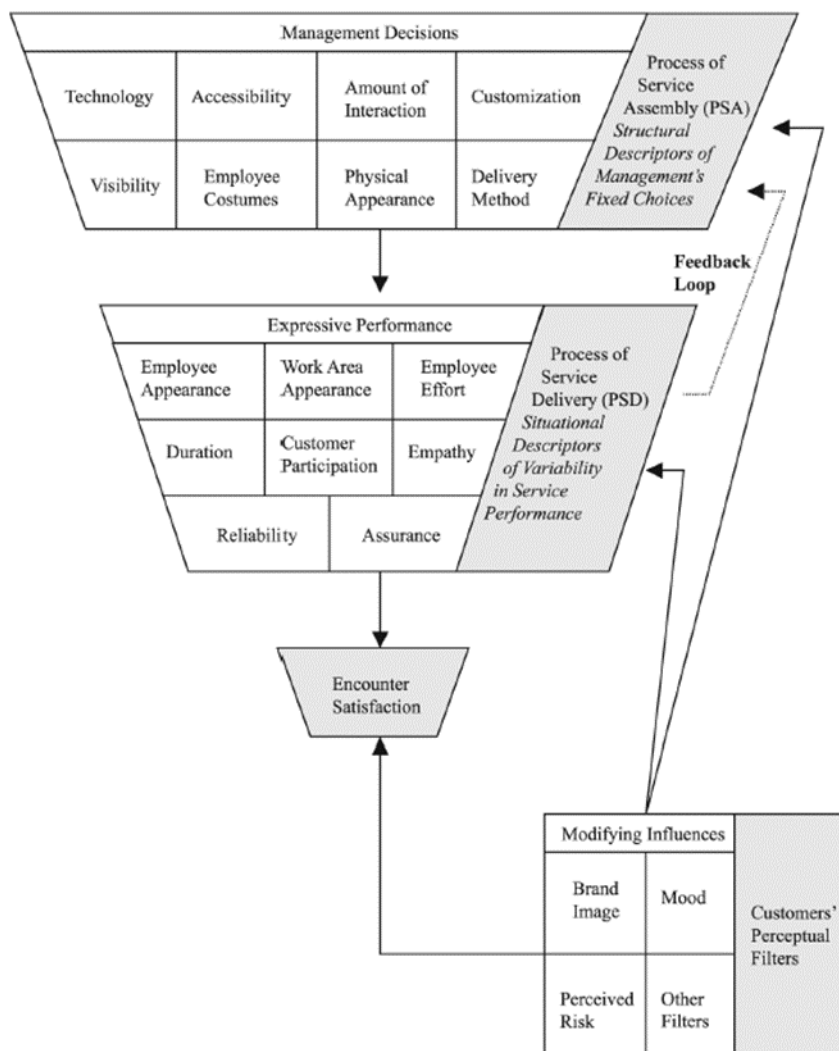 Management Decisions
Technology
Accessibility
Amount of
Interaction
Customization
Visibility
Employee
Costumes
Physical
Appearance
Delivery
Method
Process of
Service
Assembly (PSA)
Structural
Descriptors of
Management's
Fixed Choices
Feedback
Loop
Expressive Performance
Employee
Appearance
Work Area
Appearance
Employee
Effort
Duration
Customer
Participation
Empathy
Reliability
Assurance
Process of
Service
Delivery (PSD)
Situational
Descriptors
of Variability
in Service
Performance
Encounter
Satisfaction
Modifying Influences
Brand
Image
Mood
Perceived
Risk
Other
Filters
Customers'
Perceptual
Filters